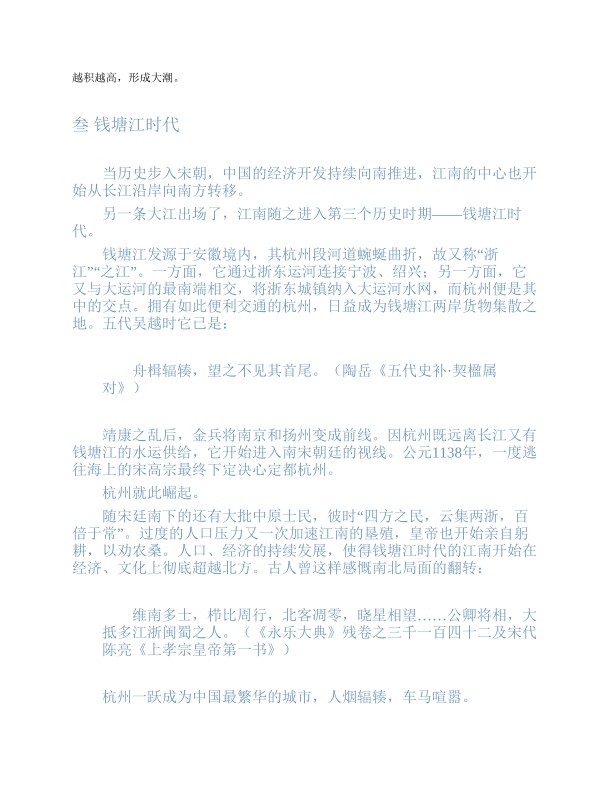 越积越高，形成大潮。
叁 钱塘江时代
当历史步入宋朝，中国的经济开发持续向南推进，江南的中心也开
始从长江沿岸向南方转移。
另一条大江出场了，江南随之进入第三个历史时期——钱塘江时
代。
钱塘江发源于安徽境内，其杭州段河道蜿蜒曲折，故又称“浙
江”“之江”。一方面，它通过浙东运河连接宁波、绍兴；另一方面，它
又与大运河的最南端相交，将浙东城镇纳入大运河水网，而杭州便是其
中的交点。拥有如此便利交通的杭州，日益成为钱塘江两岸货物集散之
地。五代吴越时它已是：
舟楫辐辏，望之不见其首尾。（陶岳《五代史补·契楹属
对》）
靖康之乱后，金兵将南京和扬州变成前线。因杭州既远离长江又有
钱塘江的水运供给，它开始进入南宋朝廷的视线。公元1138年，一度逃
往海上的宋高宗最终下定决心定都杭州。
杭州就此崛起。
随宋廷南下的还有大批中原士民，彼时“四方之民，云集两浙，百
倍于常”。过度的人口压力又一次加速江南的垦殖，皇帝也开始亲自躬
耕，以劝农桑。人口、经济的持续发展，使得钱塘江时代的江南开始在
经济、文化上彻底超越北方。古人曾这样感慨南北局面的翻转：
维南多士，栉比周行，北客凋零，晓星相望……公卿将相，大
抵多江浙闽蜀之人。（《永乐大典》残卷之三千一百四十二及宋代
陈亮《上孝宗皇帝第一书》）
杭州一跃成为中国最繁华的城市，人烟辐辏，车马喧嚣。